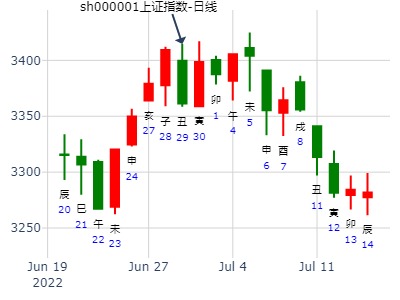 sh000001上证指数-日线
3400
3350
3300
3250
辰
20
巳
21
午
22
未
23
申
24
亥
27
子
28
丑
29
寅
30
卯
1
午
4
未
5
申
6
酉
7
戌
8
丑
11
寅
12
卯
13
辰
14
Jun 19
2022
Jun 27
Jul 4
Jul 11